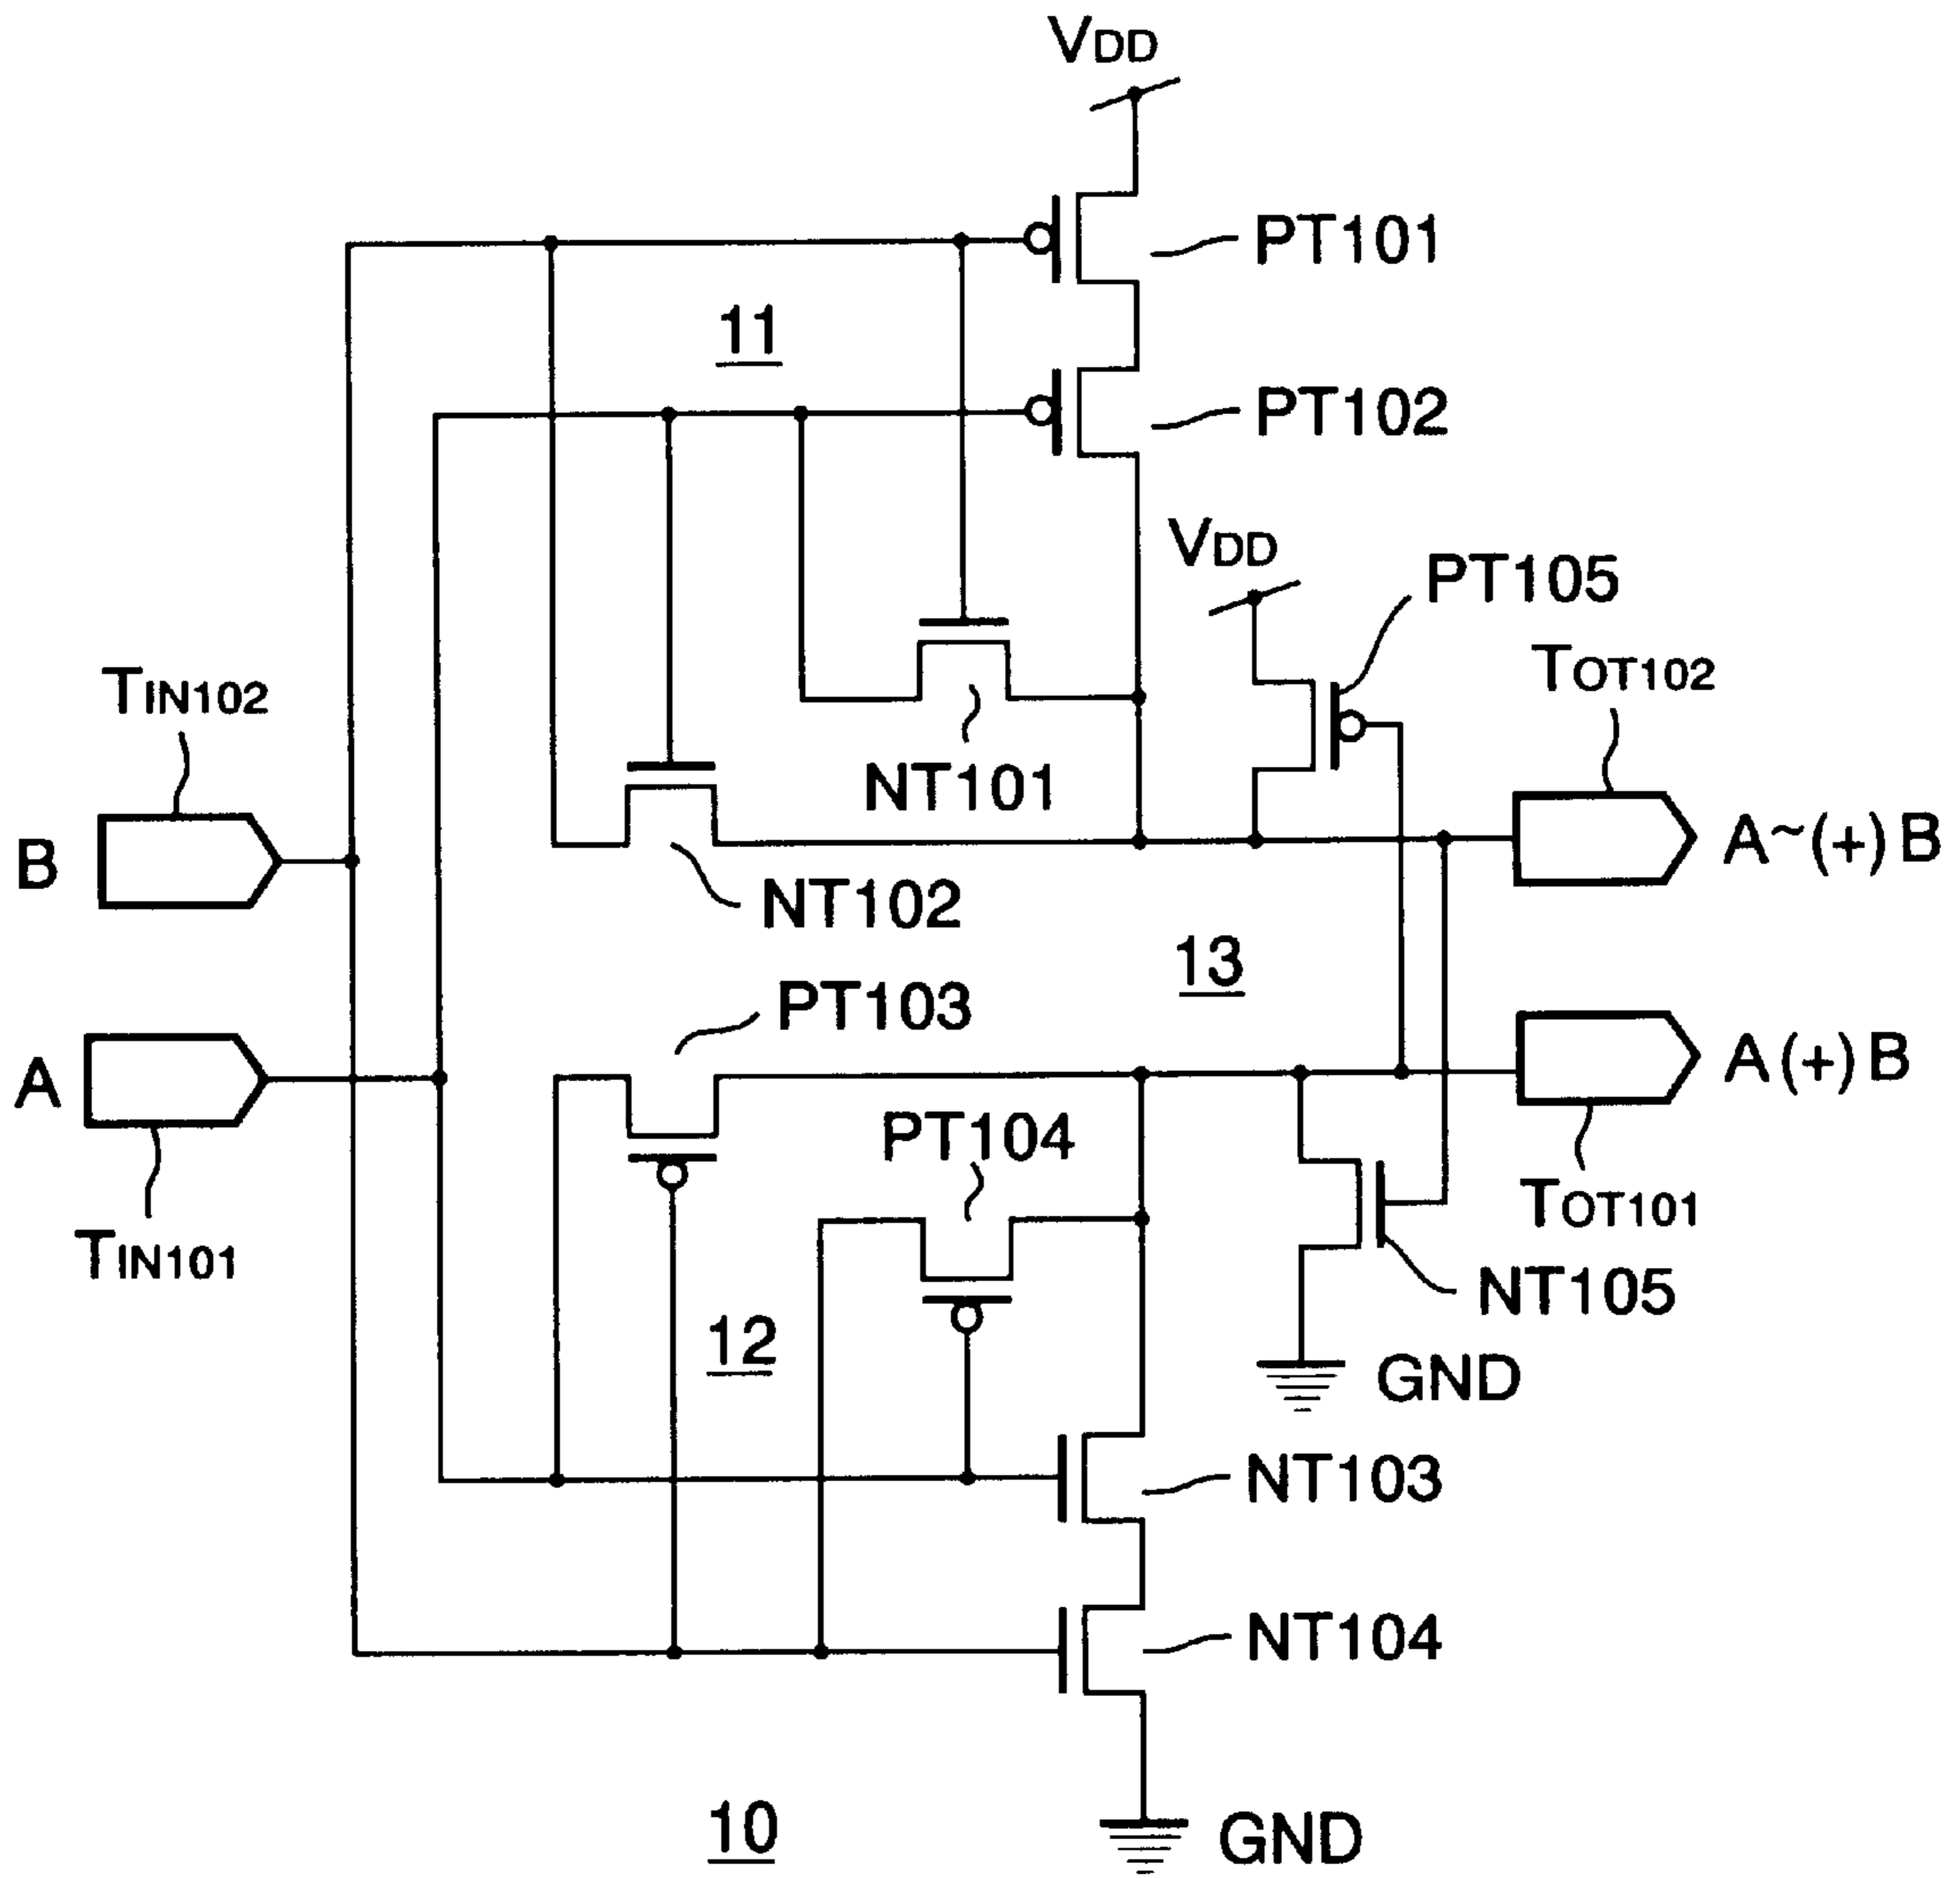 VDD
PT101
11
PT102
VDD
PT105
TOT102
TIN102
NT101
B
A~(+)B
NT102
13
PT103
A
A(+)B
PT104
TOT101
TIN101
NT105
12
GND
NT103
NT104
10
GND